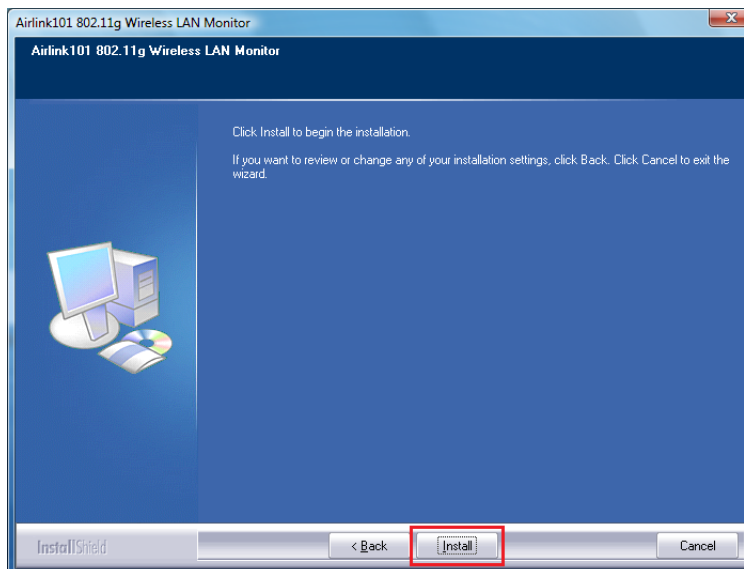 Airlink101 802.11g Wireless LAN Monitor
Airlink101 802.11g Wireless LAN Monitor
Click Install to begin the installation.
If you want to review or change any of your installation settings, click Back. Click Cancel to exit the
wizard.
InstallShield
< Back
Install
Cancel